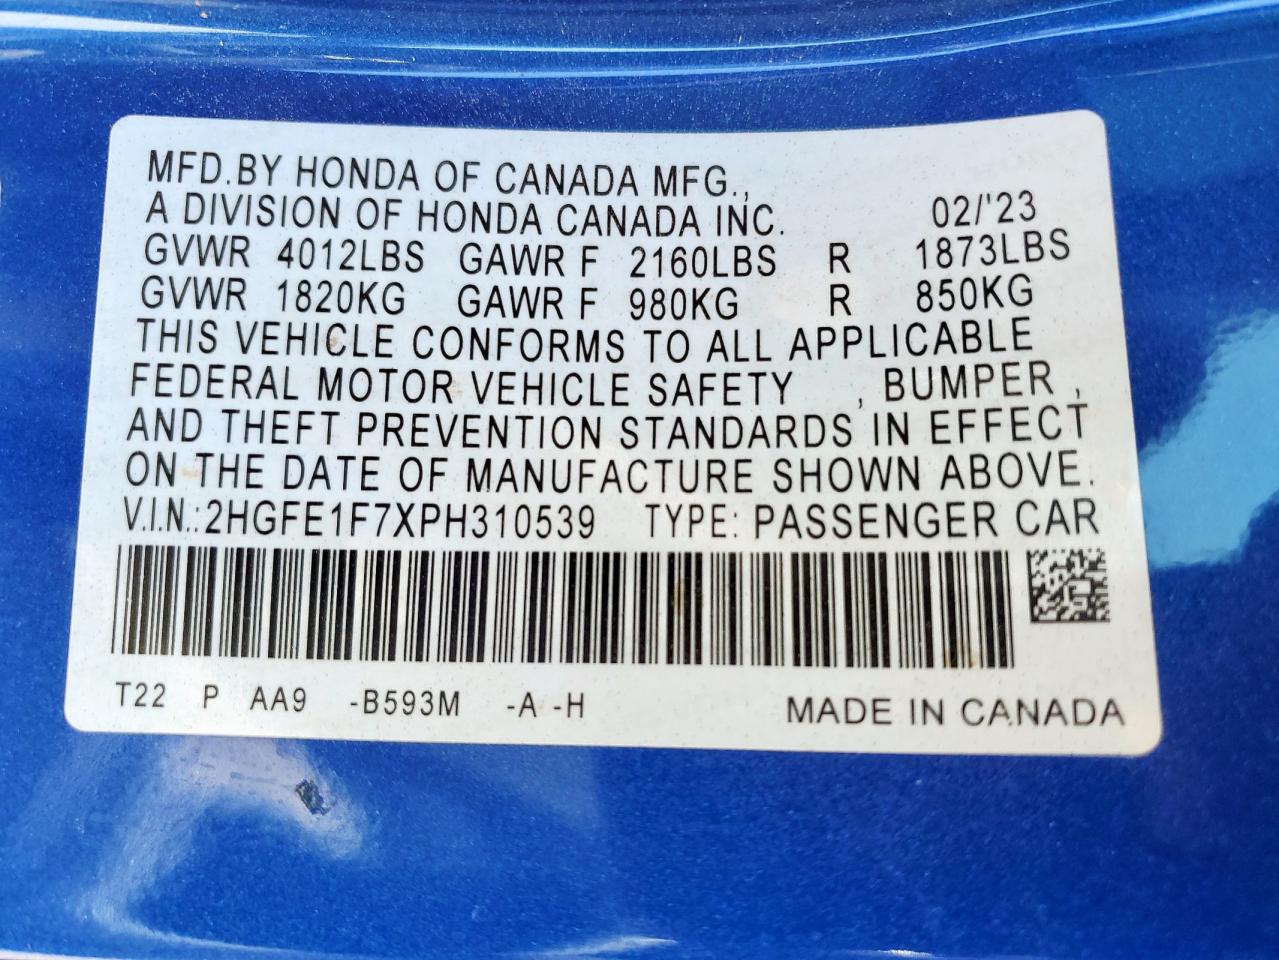 MFD.BY HONDA OF CANADA MFG.,
A DIVISION OF HONDA CANADA INC. 02/'23
GVWR 4012LBS GAWR F 2160LBS R 1873LBS
GVWR 1820KG GAWR F 980KG R 850KG
THIS VEHICLE CONFORMS TO ALL APPLICABLE
FEDERAL MOTOR VEHICLE SAFETY , BUMPER ,
AND THEFT PREVENTION STANDARDS IN EFFECT
ON THE DATE OF MANUFACTURE SHOWN ABOVE.
V.I.N.:2HGFE1F7XPH310539 TYPE: PASSENGER CAR
T22 P AA9 -B593M -A -H MADE IN CANADA